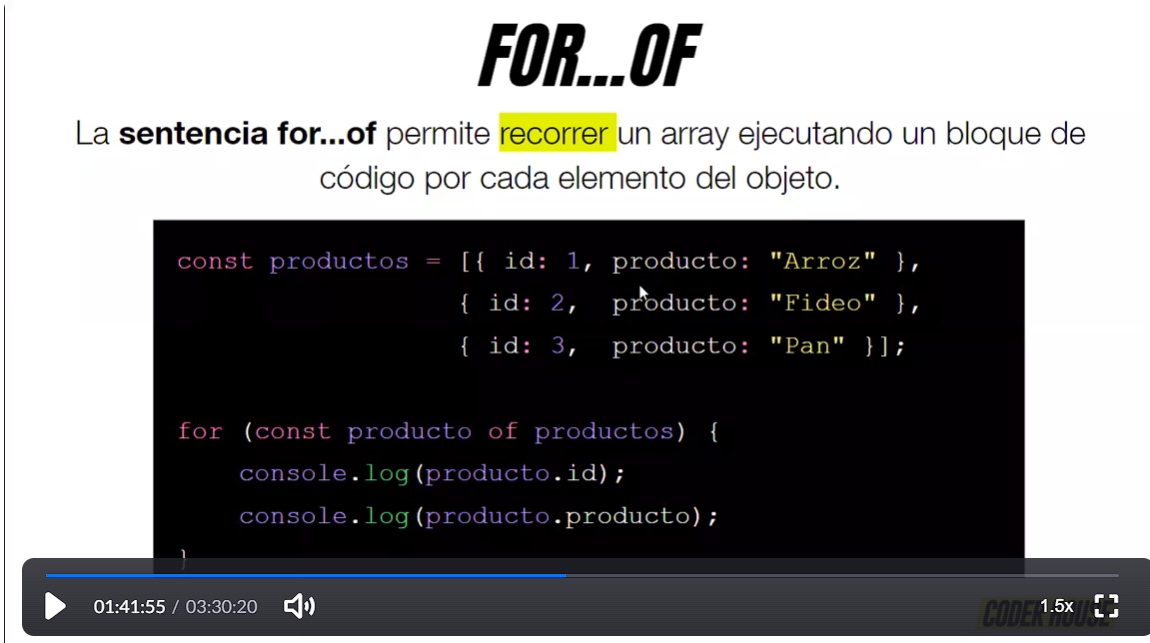 FOR...OF
La sentencia for...of permite recorrer un array ejecutando un bloque de
código por cada elemento del objeto.
const productos = [{ id: 1, producto: "Arroz" },
{ id: 2, producto: "Fideo" },
{ id: 3, producto: "Pan" }];
for (const producto of productos) {
console.log(producto.id);
console.log(producto.producto);
}
01:41:55 / 03:30:20
1.5x
CODER HOUSE